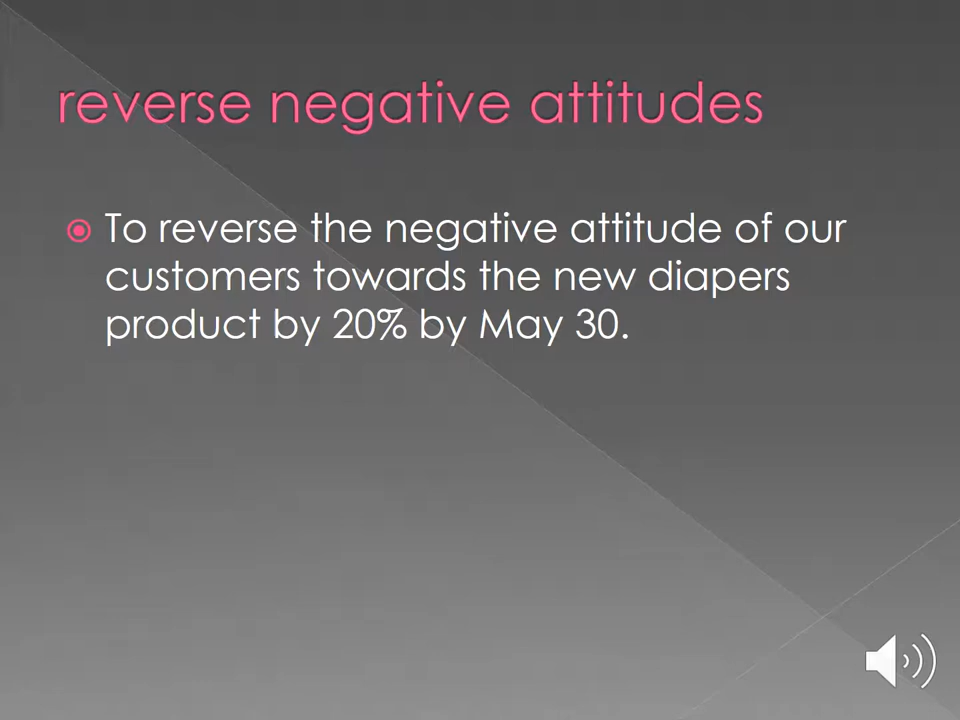 reverse negative attitudes
To reverse the negative attitude of our
customers towards the new diapers
product by 20% by May 30.